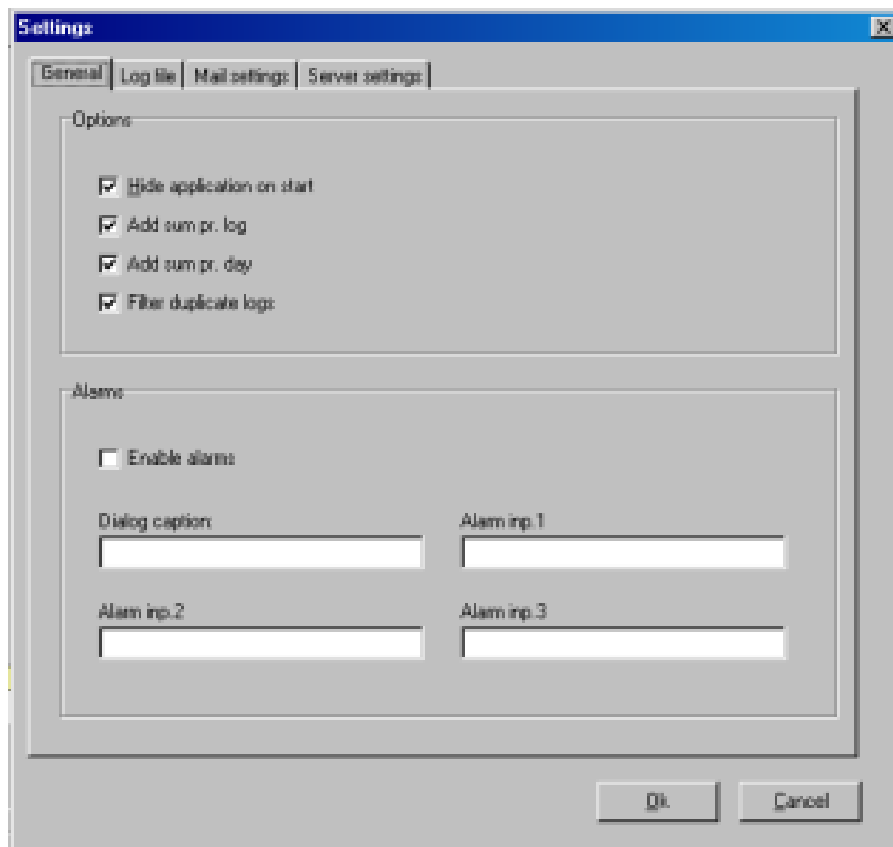 Settings
General Log file Mail settings Server settings
Options
Hide application on start
Add sum pr. log
Add sum pr. day
Filter duplicate logs
Alarms
Enable alarms
Dialog caption: Alarm inp.1
Alarm inp.2 Alarm inp.3
Ok Cancel